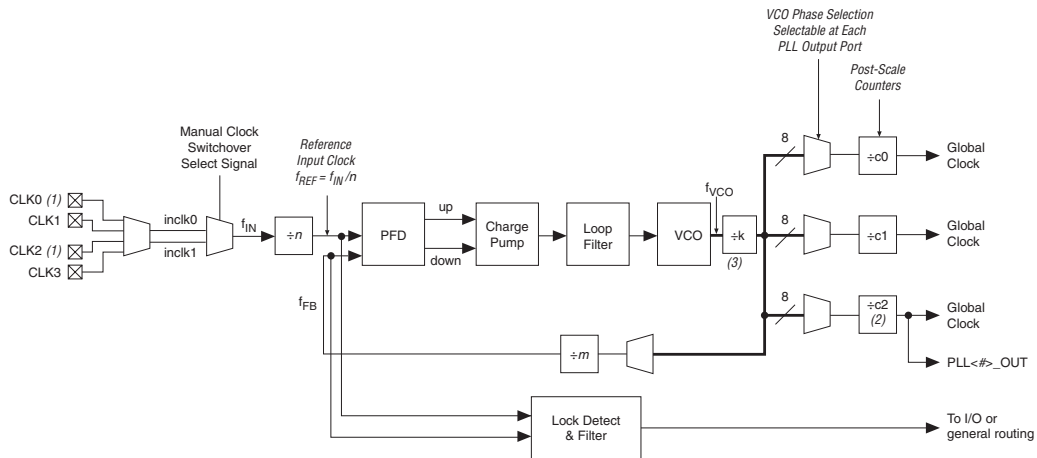 VCO Phase Selection
Selectable at Each
PLL Output Port
Post-Scale
Counters
Manual Clock
Switchover
Select Signal
Reference
Input Clock
fREF = fIN /n
8
÷c0
Global
Clock
CLK0 (1)
CLK1
CLK2 (1)
CLK3
inclk0
inclk1
fIN
÷n
PFD
up
down
Charge
Pump
Loop
Filter
VCO
fVCO
÷k
(3)
8
÷c1
Global
Clock
fFB
8
÷c2
(2)
Global
Clock
÷m
PLL<#>_OUT
Lock Detect
& Filter
To I/O or
general routing